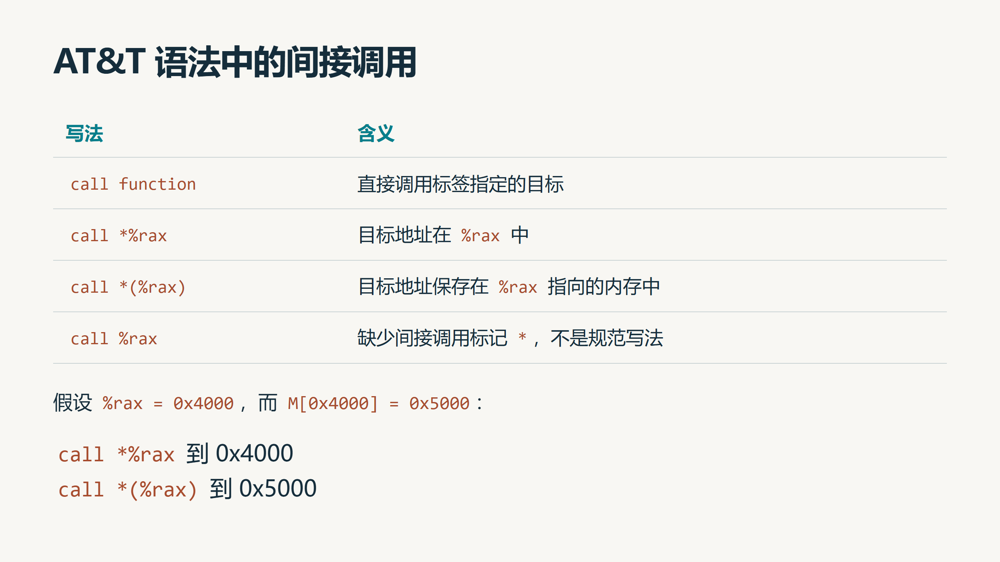 AT&T 语法中的间接调用
写法 含义
call function 直接调用标签指定的目标
call *%rax 目标地址在 %rax 中
call *(%rax) 目标地址保存在 %rax 指向的内存中
call %rax 缺少间接调用标记 *，不是规范写法
假设 %rax = 0x4000，而 M[0x4000] = 0x5000：
call *%rax 到 0x4000
call *(%rax) 到 0x5000